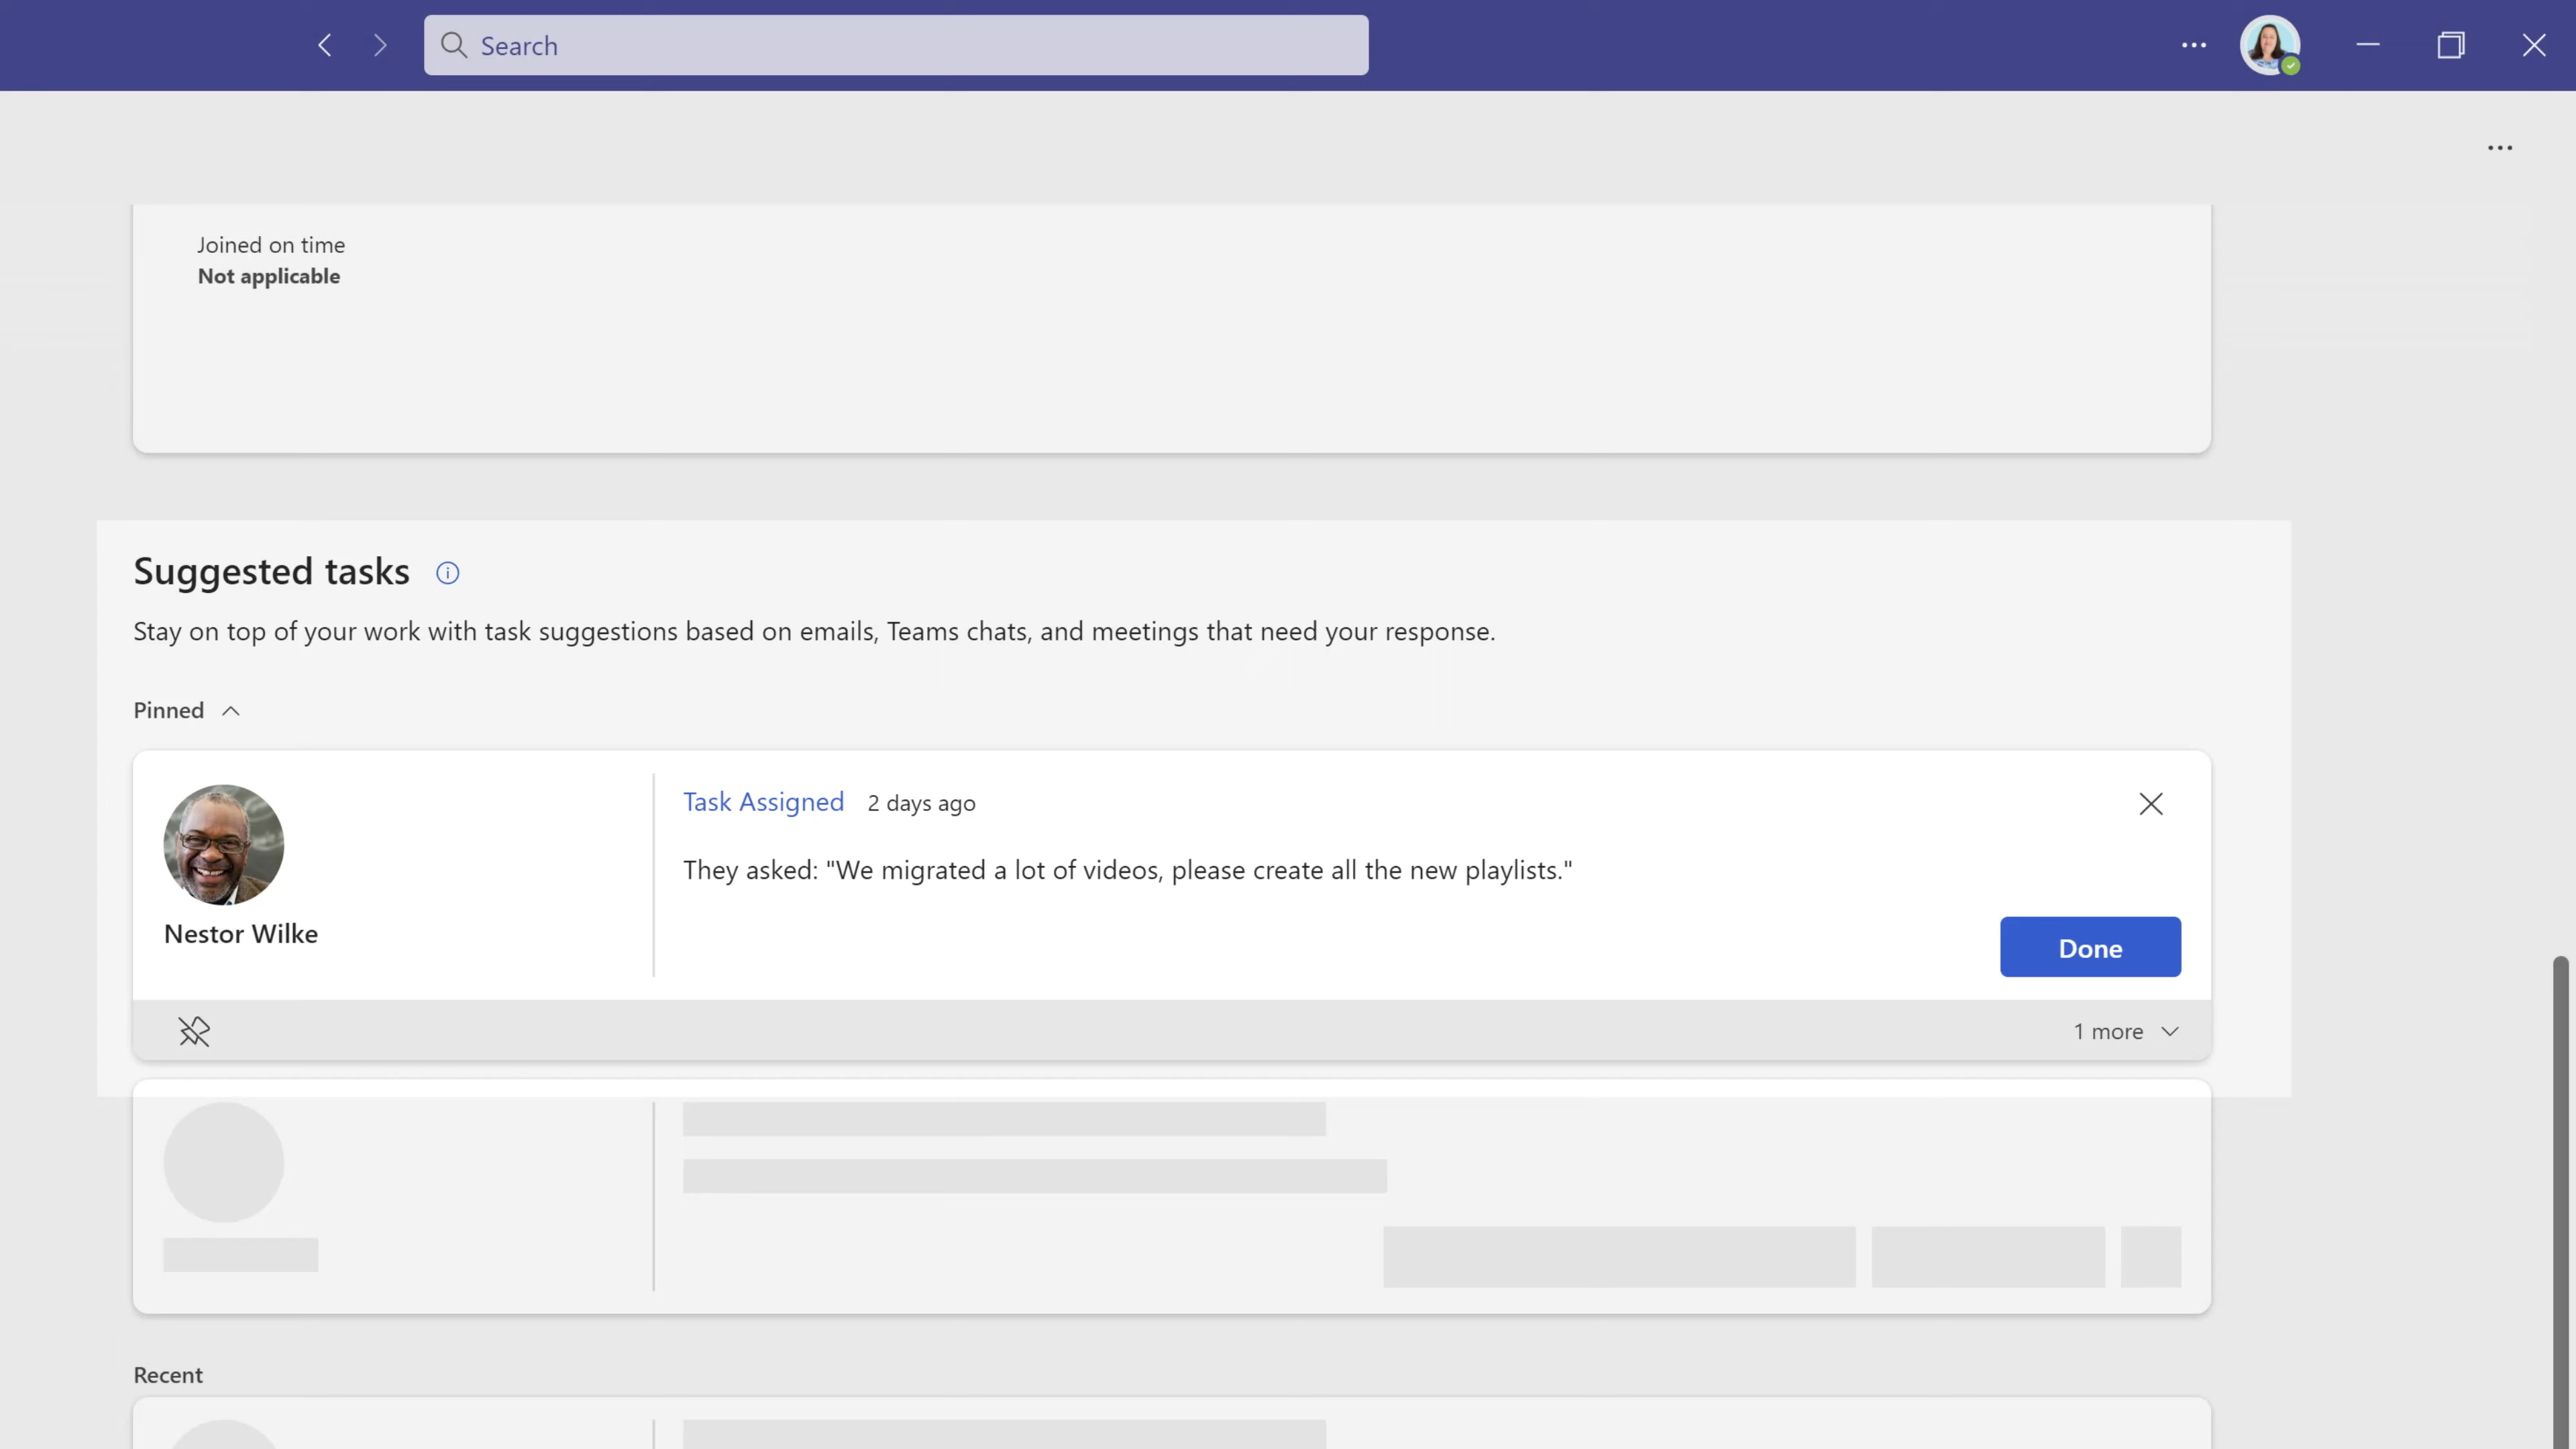 Search
Joined on time
Not applicable
Suggested tasks
Stay on top of your work with task suggestions based on emails, Teams chats, and meetings that need your response.
Pinned
Task Assigned 2 days ago
They asked: "We migrated a lot of videos, please create all the new playlists."
Nestor Wilke
Done
1 more
Recent